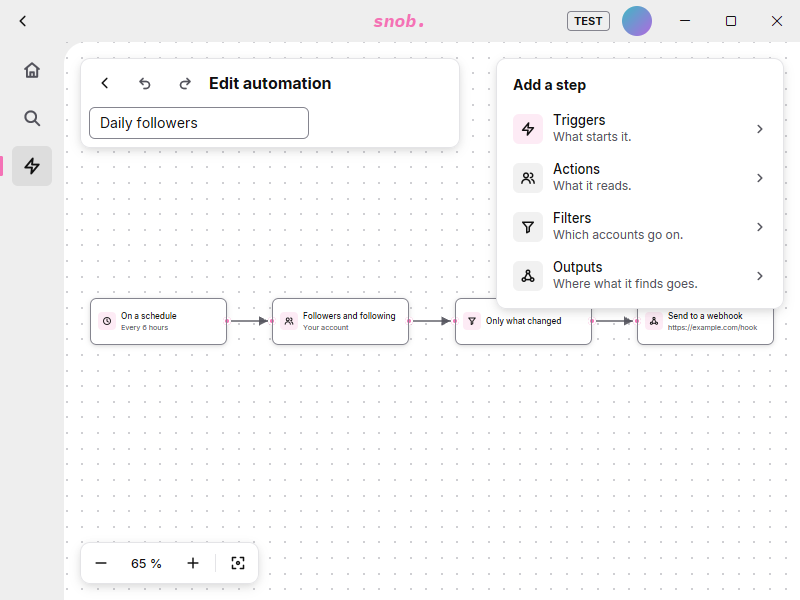 snob.
TEST
Edit automation
Daily followers
Add a step
Triggers
What starts it.
Actions
What it reads.
Filters
Which accounts go on.
Outputs
Where what it finds goes.
On a schedule
Every 6 hours
Followers and following
Your account
Only what changed
Send to a webhook
https://example.com/hook
65 %